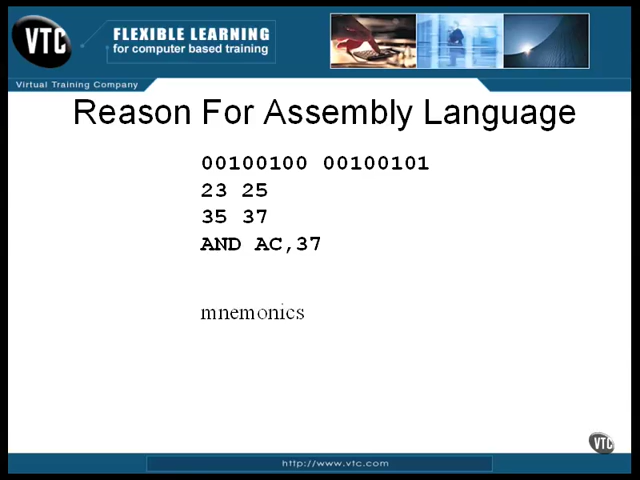 VTC
FLEXIBLE LEARNING
for computer based training
Virtual Training Company
Reason For Assembly Language
00100100 00100101
23 25
35 37
AND AC,37
mnemonics
VTC
http://www.vtc.com